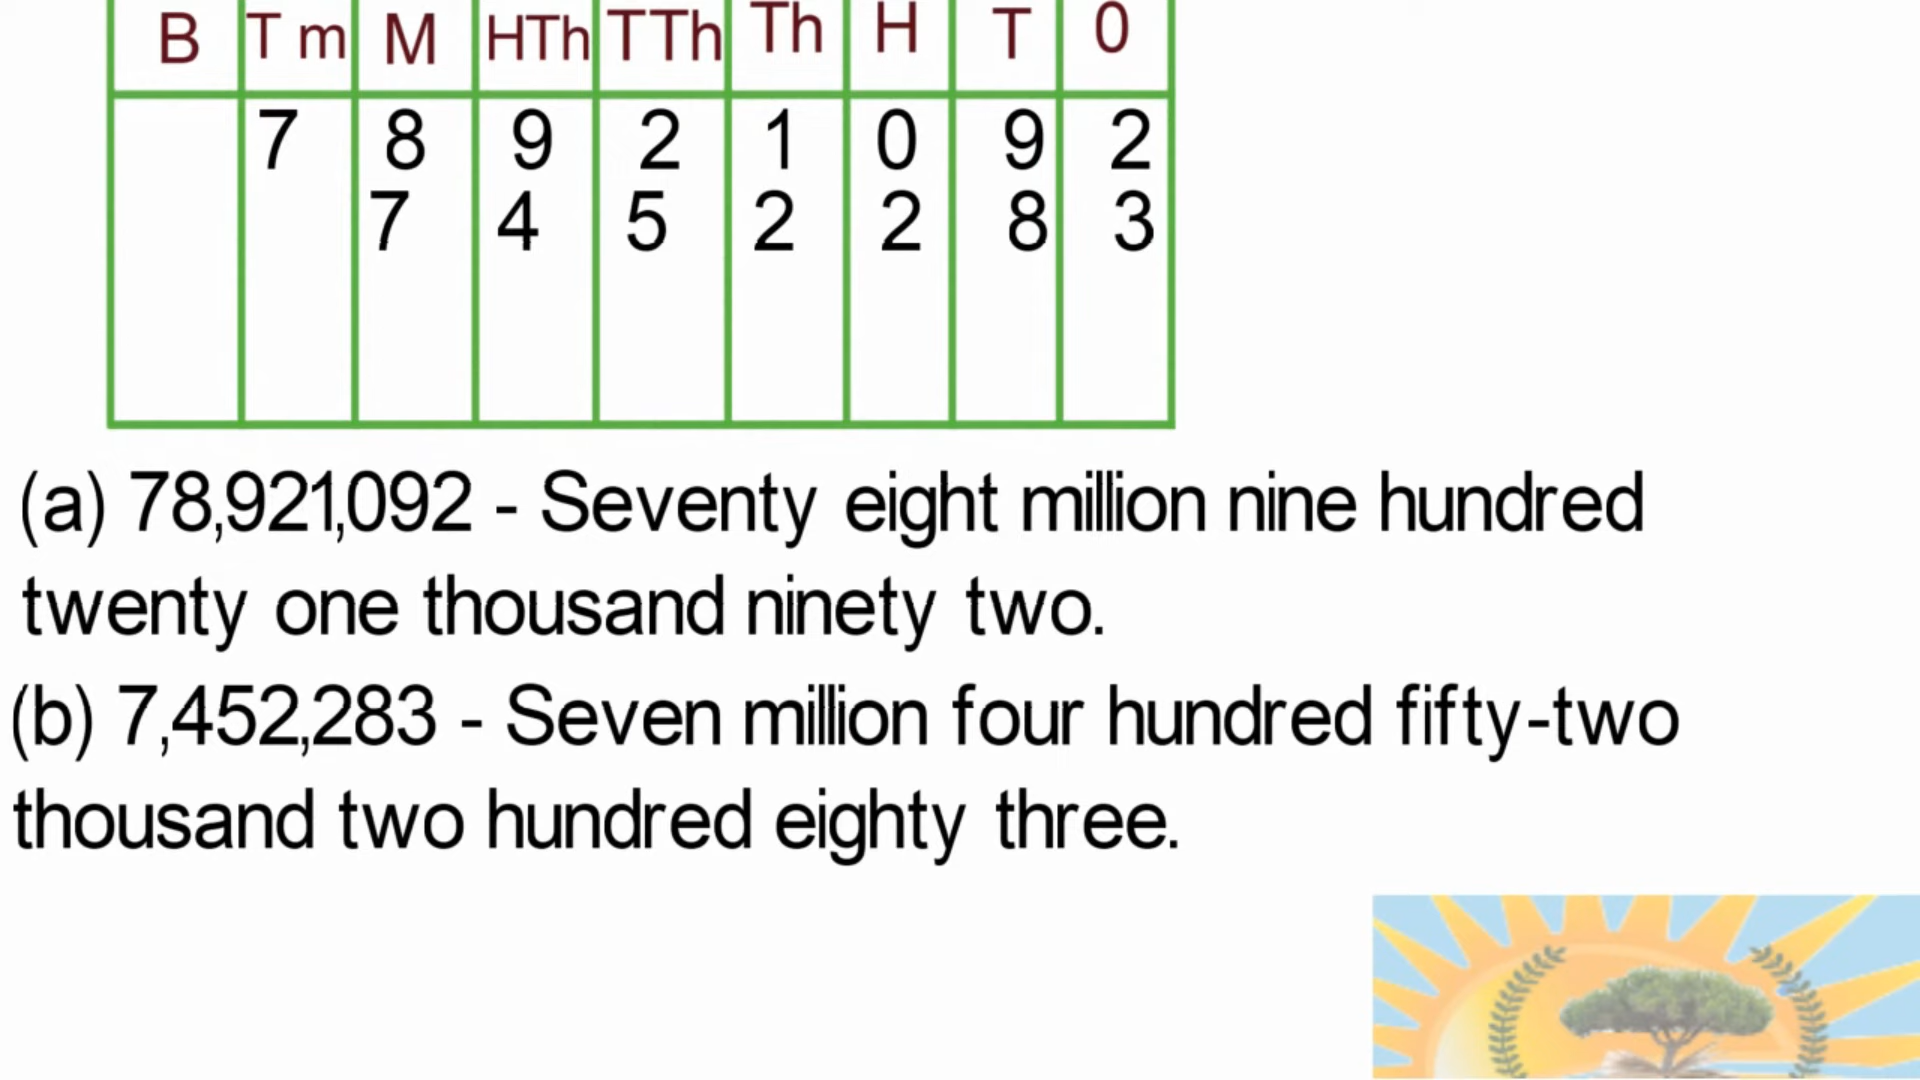 B T m M HTh TTh Th H T 0
7 8 9 2 1 0 9 2
7 4 5 2 2 8 3
(a) 78,921,092 - Seventy eight million nine hundred
twenty one thousand ninety two.
(b) 7,452,283 - Seven million four hundred fifty-two
thousand two hundred eighty three.